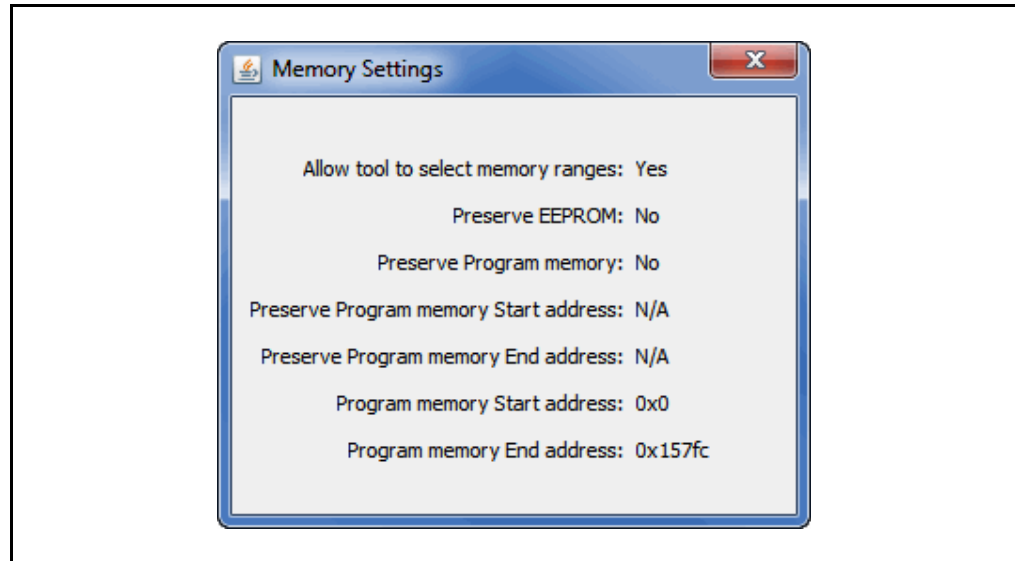 Memory Settings
Allow tool to select memory ranges: Yes
Preserve EEPROM: No
Preserve Program memory: No
Preserve Program memory Start address: N/A
Preserve Program memory End address: N/A
Program memory Start address: 0x0
Program memory End address: 0x157fc